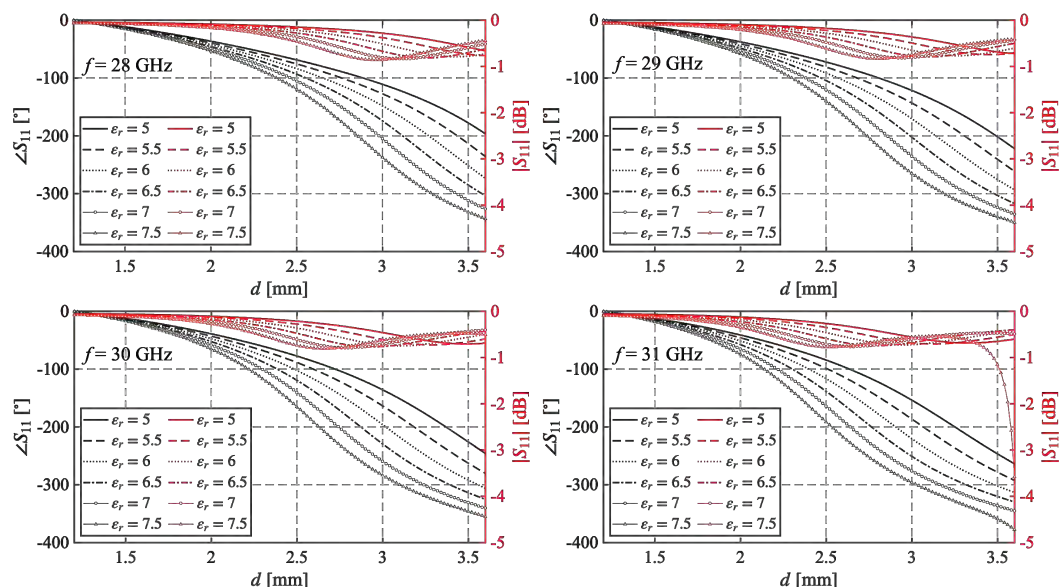 0
-100
-200
-300
-400
∠S₁₁ [°]
f = 28 GHz
εᵣ = 5 εᵣ = 5
εᵣ = 5.5 εᵣ = 5.5
εᵣ = 6 εᵣ = 6
εᵣ = 6.5 εᵣ = 6.5
εᵣ = 7 εᵣ = 7
εᵣ = 7.5 εᵣ = 7.5
1.5 2 2.5 3 3.5
d [mm]
0
-1
-2
-3
-4
-5
|S₁₁| [dB]
0
-100
-200
-300
-400
∠S₁₁ [°]
f = 29 GHz
εᵣ = 5 εᵣ = 5
εᵣ = 5.5 εᵣ = 5.5
εᵣ = 6 εᵣ = 6
εᵣ = 6.5 εᵣ = 6.5
εᵣ = 7 εᵣ = 7
εᵣ = 7.5 εᵣ = 7.5
1.5 2 2.5 3 3.5
d [mm]
0
-1
-2
-3
-4
-5
|S₁₁| [dB]
0
-100
-200
-300
-400
∠S₁₁ [°]
f = 30 GHz
εᵣ = 5 εᵣ = 5
εᵣ = 5.5 εᵣ = 5.5
εᵣ = 6 εᵣ = 6
εᵣ = 6.5 εᵣ = 6.5
εᵣ = 7 εᵣ = 7
εᵣ = 7.5 εᵣ = 7.5
1.5 2 2.5 3 3.5
d [mm]
0
-1
-2
-3
-4
-5
|S₁₁| [dB]
0
-100
-200
-300
-400
∠S₁₁ [°]
f = 31 GHz
εᵣ = 5 εᵣ = 5
εᵣ = 5.5 εᵣ = 5.5
εᵣ = 6 εᵣ = 6
εᵣ = 6.5 εᵣ = 6.5
εᵣ = 7 εᵣ = 7
εᵣ = 7.5 εᵣ = 7.5
1.5 2 2.5 3 3.5
d [mm]
0
-1
-2
-3
-4
-5
|S₁₁| [dB]